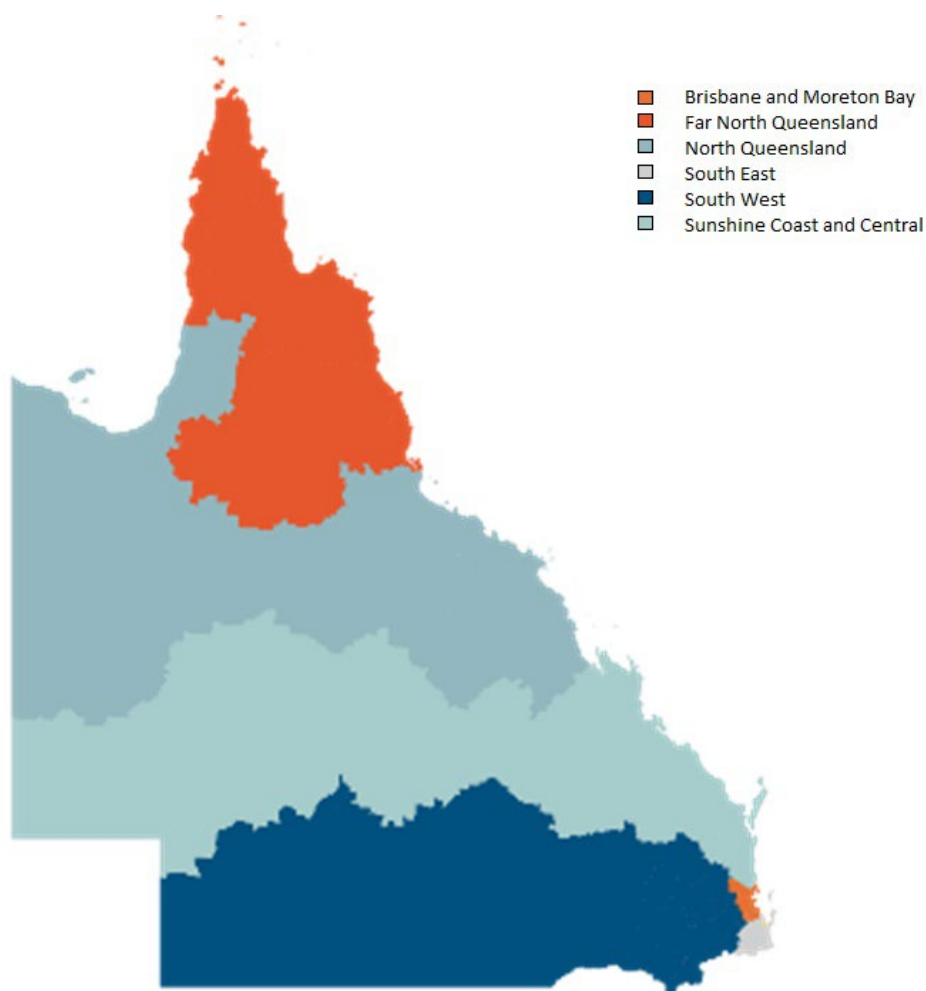 Brisbane and Moreton Bay
Far North Queensland
North Queensland
South East
South West
Sunshine Coast and Central